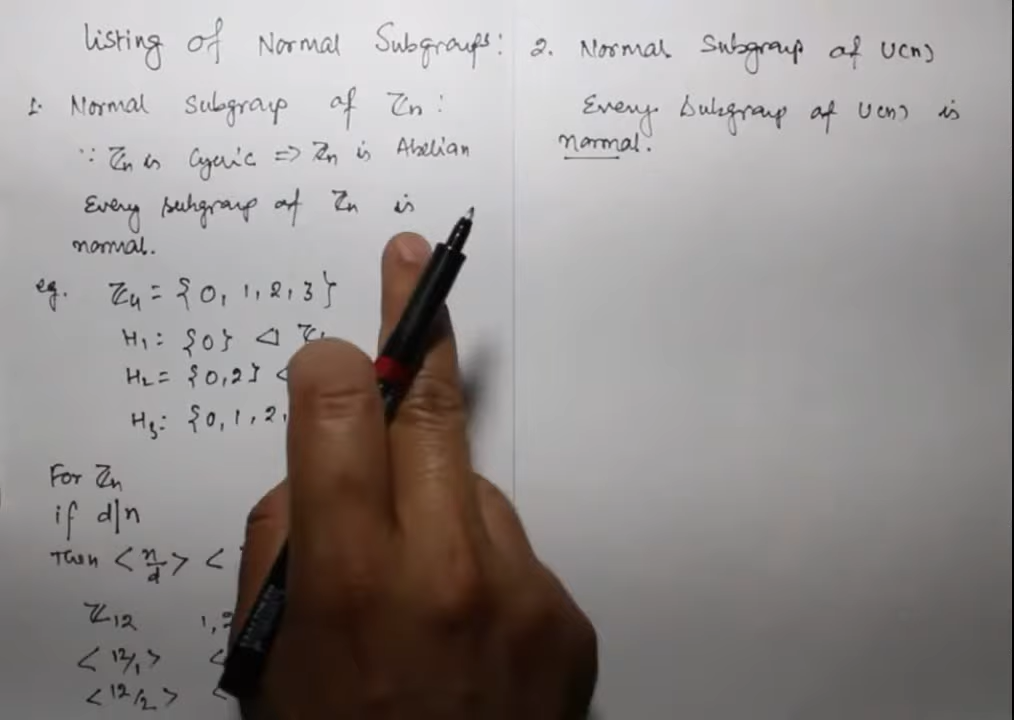 Listing of Normal Subgroups:
1. Normal Subgroup of ℤn:
∵ ℤn is Cyclic => ℤn is Abelian
Every subgroup of ℤn is
normal.
eg. ℤ4 = { 0, 1, 2, 3 }
H1: {0} ◁
H2 = {0,2}
H3: {0, 1, 2,
For ℤn
if d|n
Then < n/d > <
ℤ12 1, 2
< 12/1 > <
< 12/2 > <
2. Normal Subgroup of U(n)
Every Subgroup of U(n) is
normal.